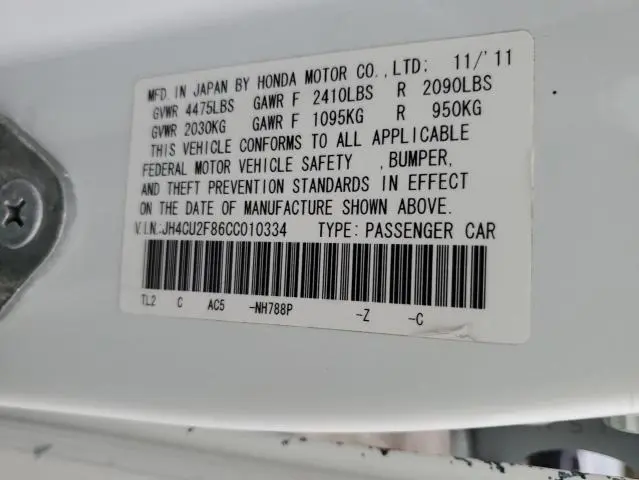 MFD. IN JAPAN BY HONDA MOTOR CO.,LTD: 11/'11
GVWR 4475LBS GAWR F 2410LBS R 2090LBS
GVWR 2030KG GAWR F 1095KG R 950KG
THIS VEHICLE CONFORMS TO ALL APPLICABLE
FEDERAL MOTOR VEHICLE SAFETY ,BUMPER,
AND THEFT PREVENTION STANDARDS IN EFFECT
ON THE DATE OF MANUFACTURE SHOWN ABOVE.
V.I.N.:JH4CU2F86CC010334 TYPE: PASSENGER CAR
TL2 C AC5 -NH788P -Z -C